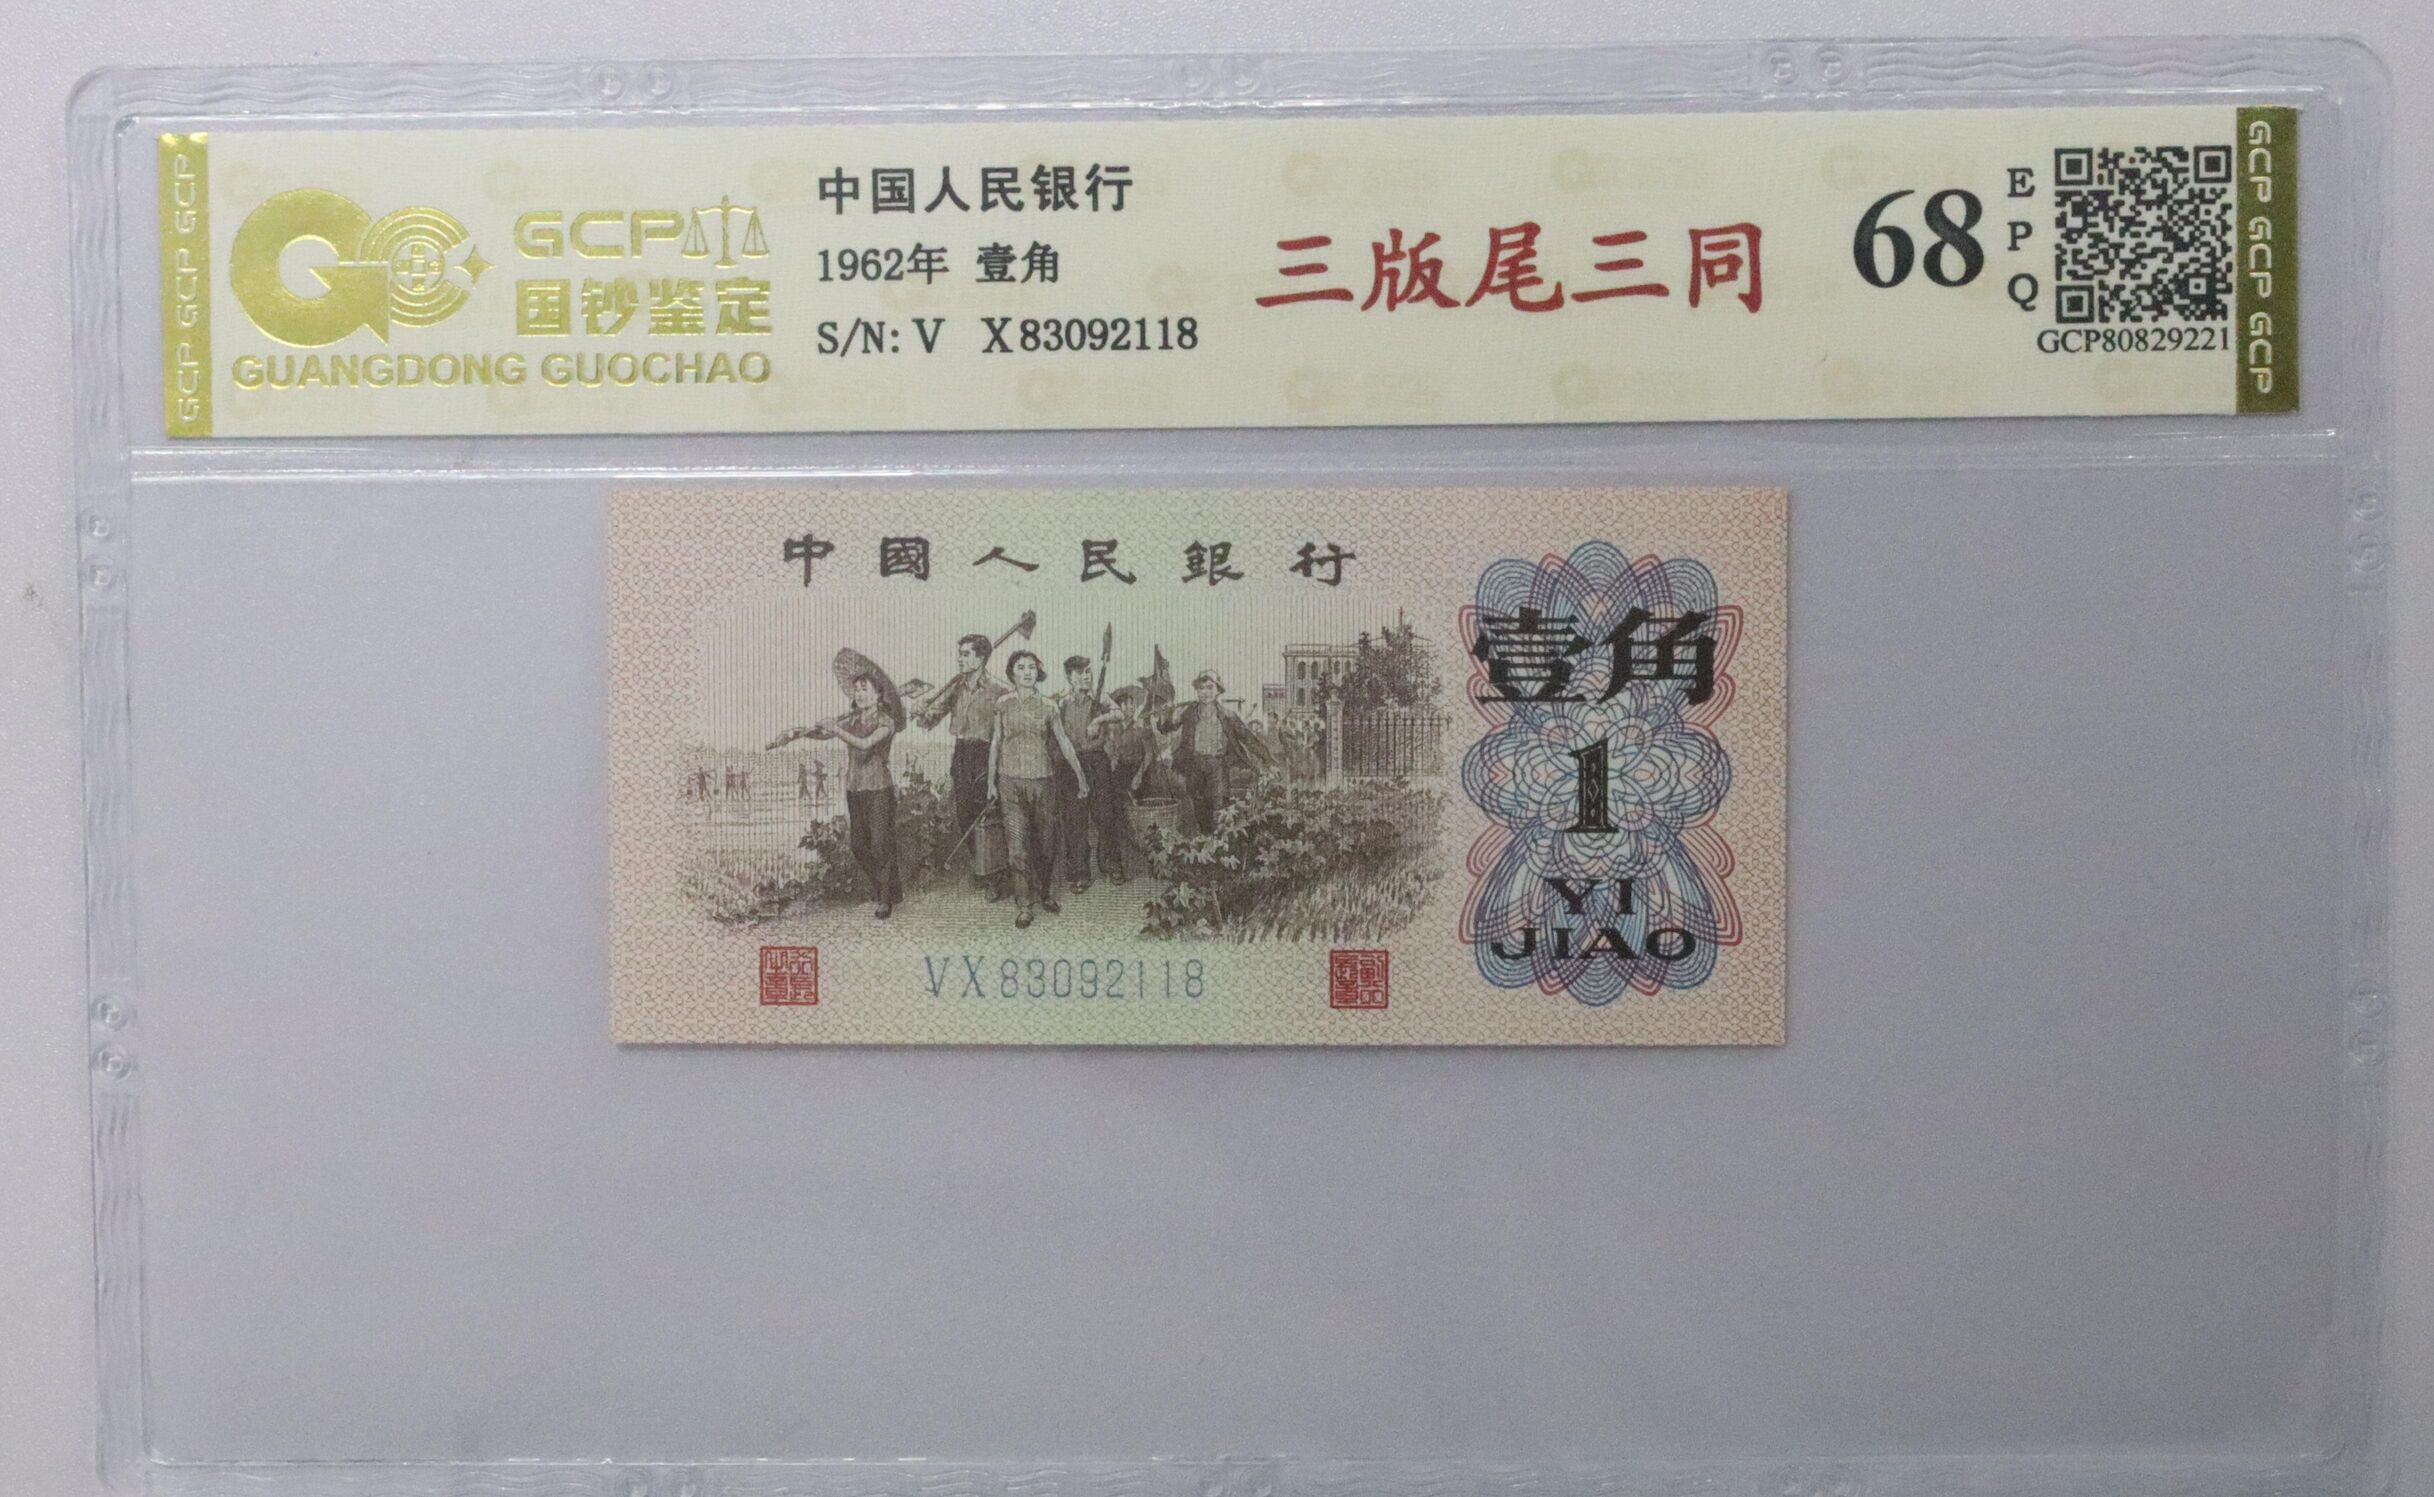 GCP GCP GCP
GCP
国钞鉴定
GUANGDONG GUOCHAO
中国人民银行
1962年 壹角
S/N: V X83092118
三版尾三同
68
EPQ
GCP80829221
GCP GCP GCP
中國人民銀行
壹角
1
YI
JIAO
VX83092118